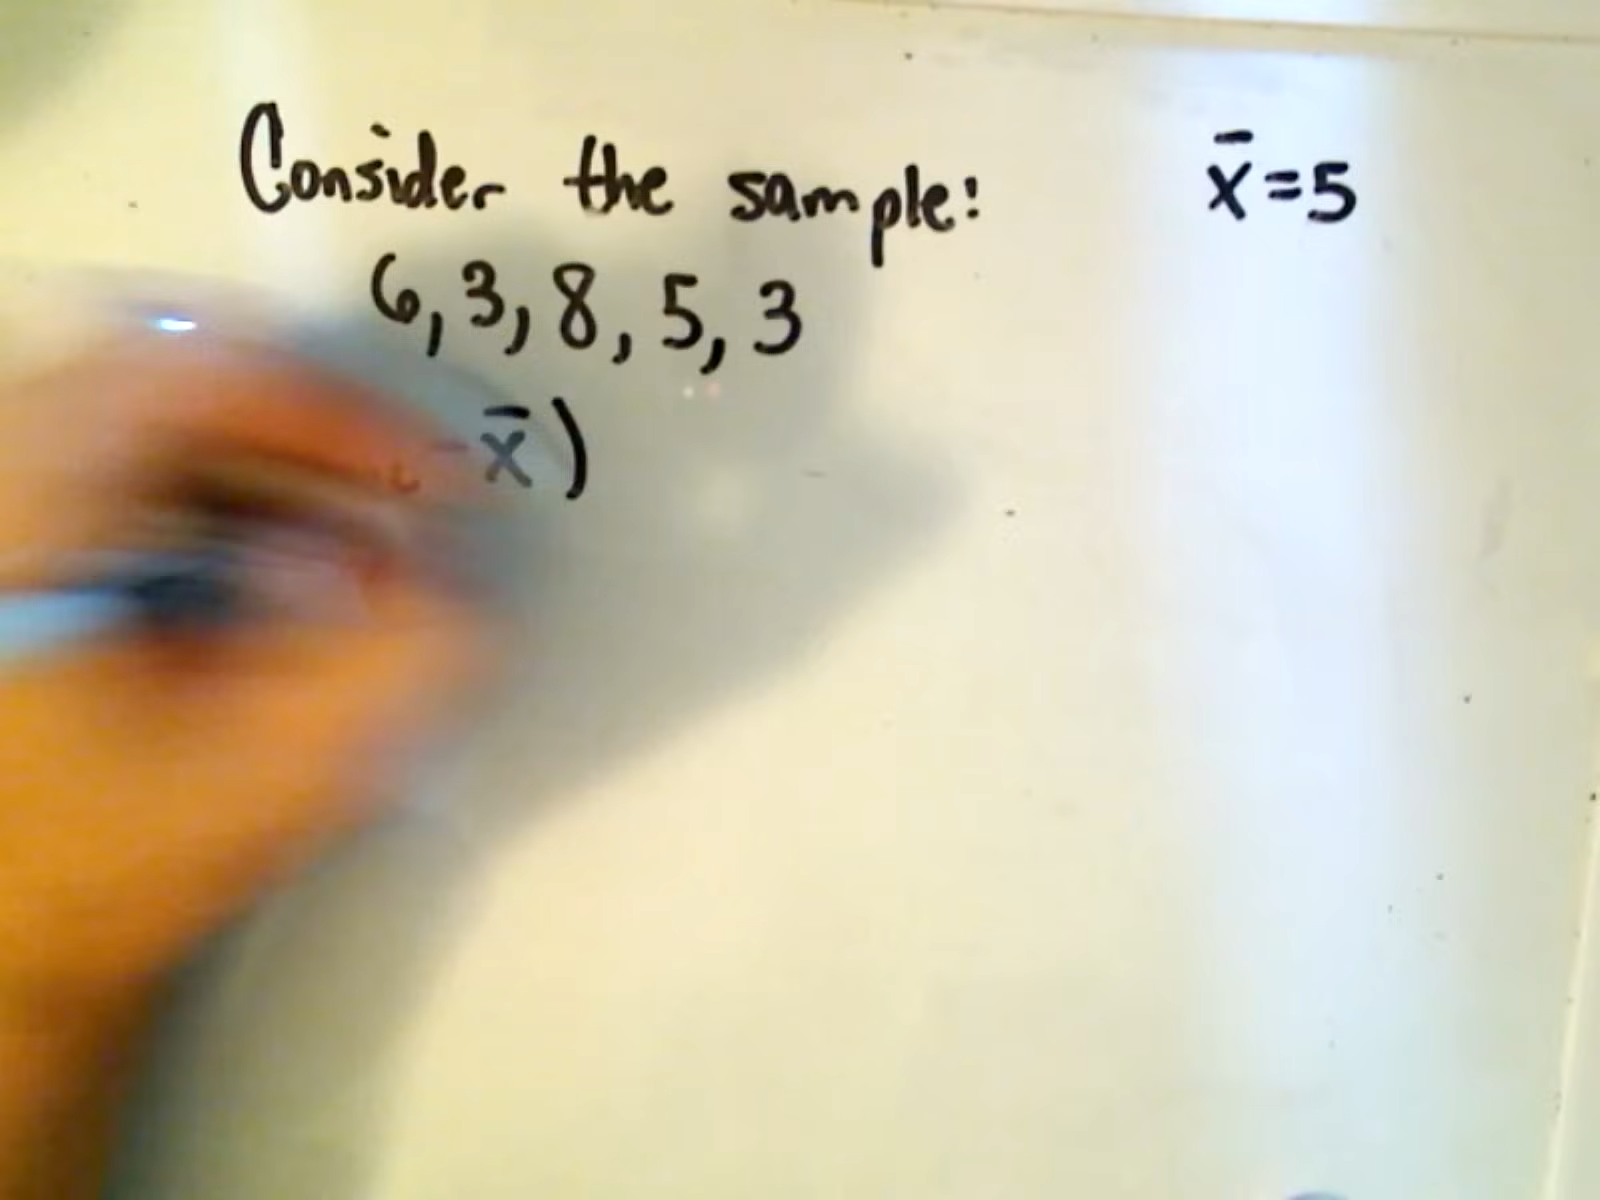 Consider the sample: x̄=5
6, 3, 8, 5, 3
- x̄)